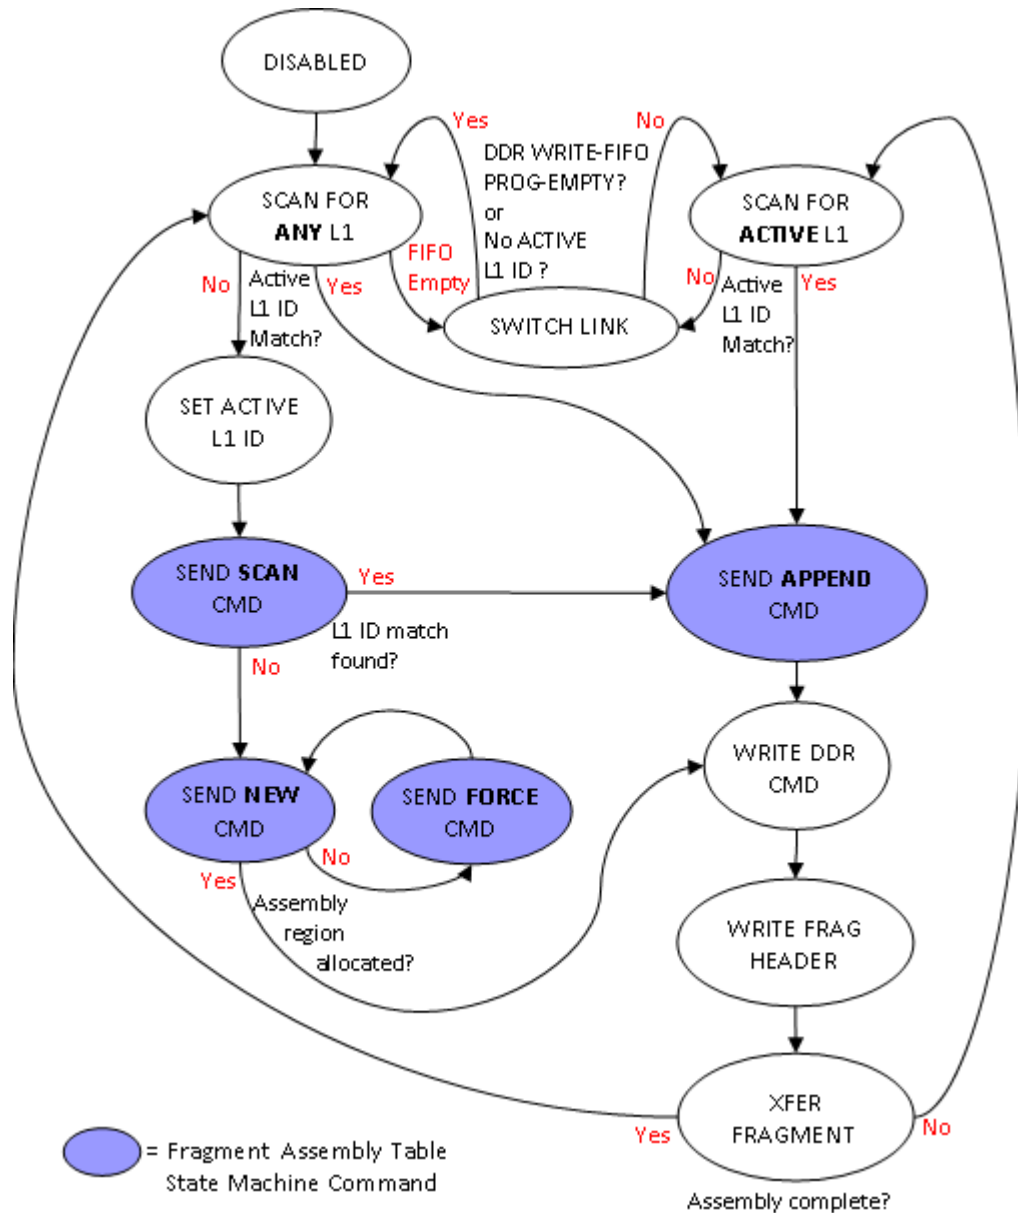 DISABLED
Yes
No
DDR WRITE-FIFO
PROG-EMPTY?
or
No ACTIVE
L1 ID ?
SCAN FOR
ANY L1
SCAN FOR
ACTIVE L1
FIFO
Empty
No
Active
L1 ID
Match?
Yes
No
Active
L1 ID
Match?
Yes
SWITCH LINK
SET ACTIVE
L1 ID
SEND SCAN
CMD
Yes
L1 ID match
found?
No
SEND APPEND
CMD
SEND NEW
CMD
SEND FORCE
CMD
No
Yes
Assembly
region
allocated?
WRITE DDR
CMD
WRITE FRAG
HEADER
XFER
FRAGMENT
Yes
No
Assembly complete?
= Fragment Assembly Table
State Machine Command